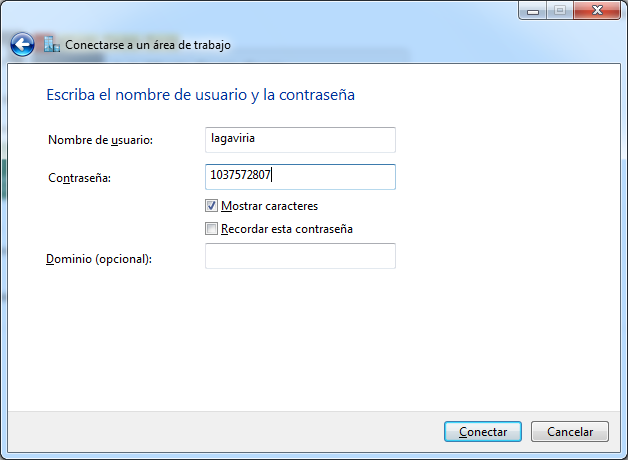 Conectarse a un área de trabajo
Escriba el nombre de usuario y la contraseña
Nombre de usuario:
lagaviria
Contraseña:
1037572807
Mostrar caracteres
Recordar esta contraseña
Dominio (opcional):
Conectar
Cancelar